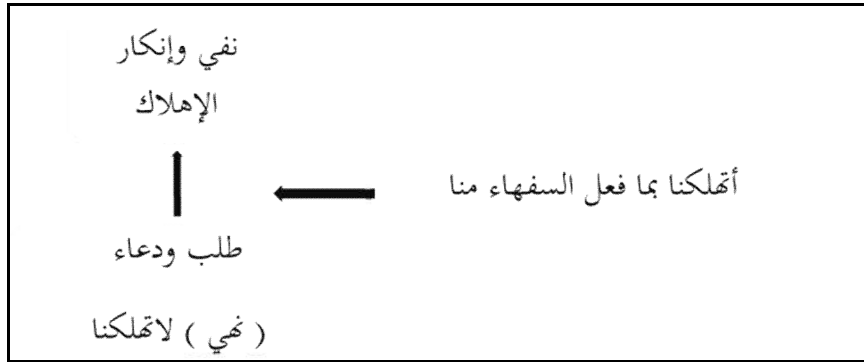 نفي وإنكار
الإهلاك
أتهلكنا بما فعل السفهاء منا
طلب ودعاء
( نهي ) لاتهلكنا